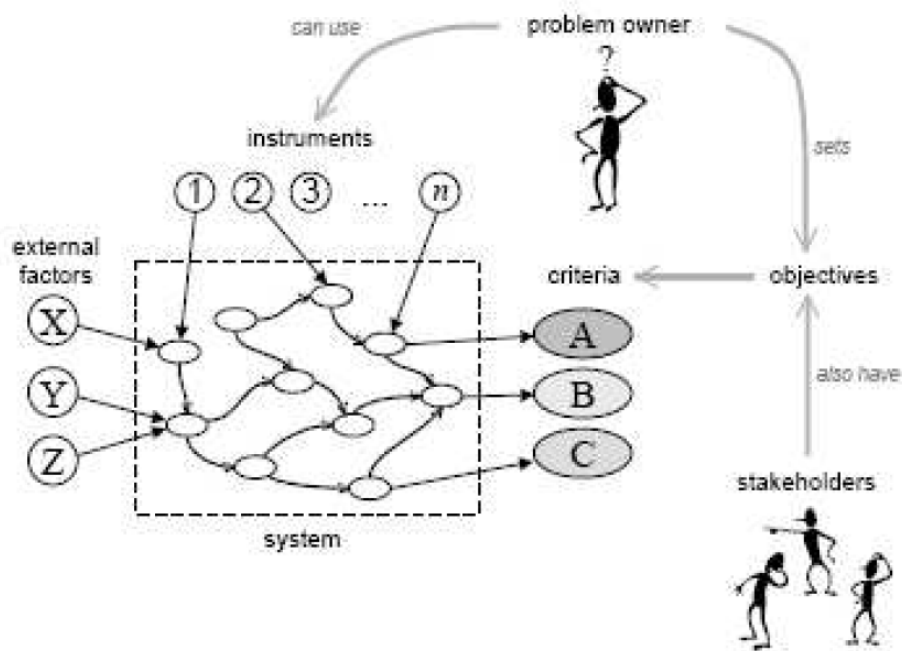 can use
problem owner
?
instruments
sets
1 2 3 ... n
external
factors
criteria
objectives
X
A
Y
also have
B
Z
C
stakeholders
system